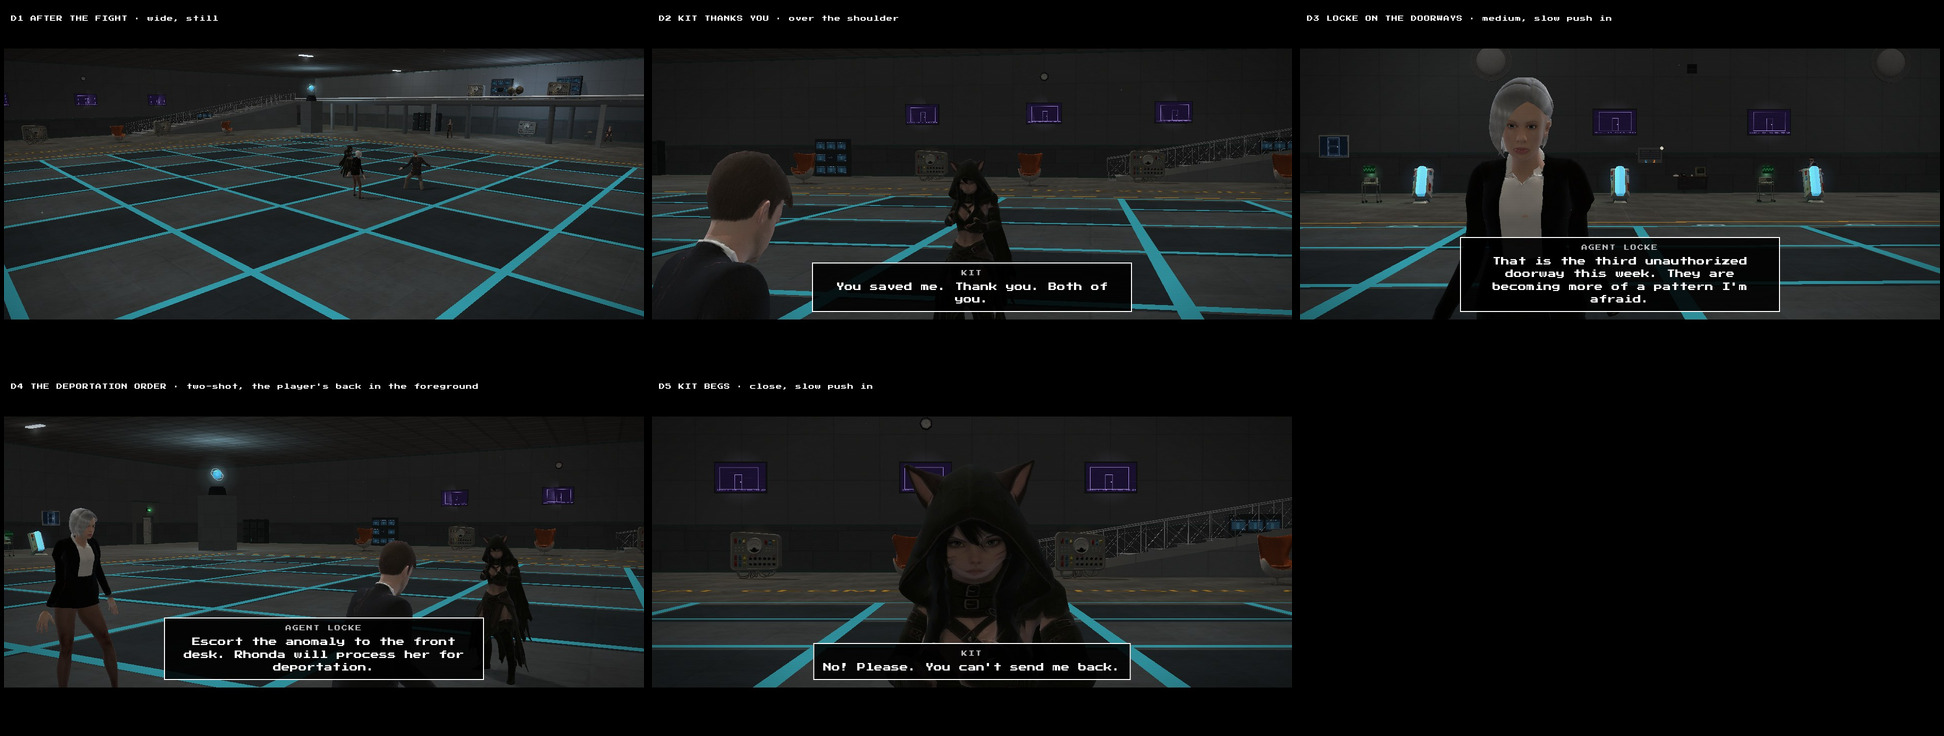 D1 AFTER THE FIGHT · wide, still
D2 KIT THANKS YOU · over the shoulder
D3 LOCKE ON THE DOORWAYS · medium, slow push in
KIT
You saved me. Thank you. Both of
you.
AGENT LOCKE
That is the third unauthorized
doorway this week. They are
becoming more of a pattern I'm
afraid.
D4 THE DEPORTATION ORDER · two-shot, the player's back in the foreground
D5 KIT BEGS · close, slow push in
AGENT LOCKE
Escort the anomaly to the front
desk. Rhonda will process her for
deportation.
KIT
No! Please. You can't send me back.